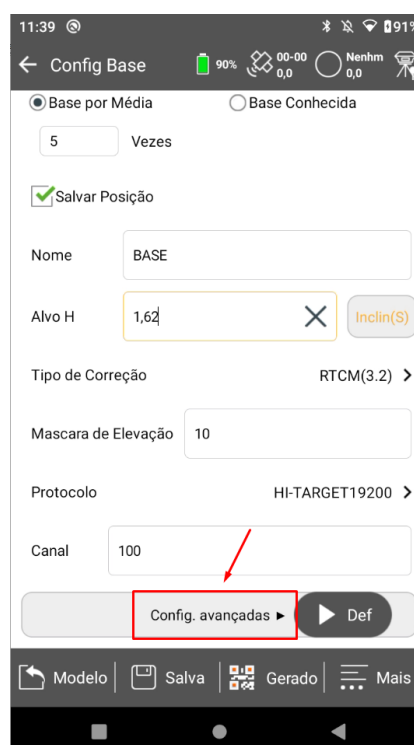 11:39 91%
Config Base 90% 00-00 0,0 Nenhm 0,0
Base por Média Base Conhecida
5 Vezes
Salvar Posição
Nome BASE
Alvo H 1,62 Inclin(S)
Tipo de Correção RTCM(3.2)
Mascara de Elevação 10
Protocolo HI-TARGET19200
Canal 100
Config. avançadas Def
Modelo Salva Gerado Mais